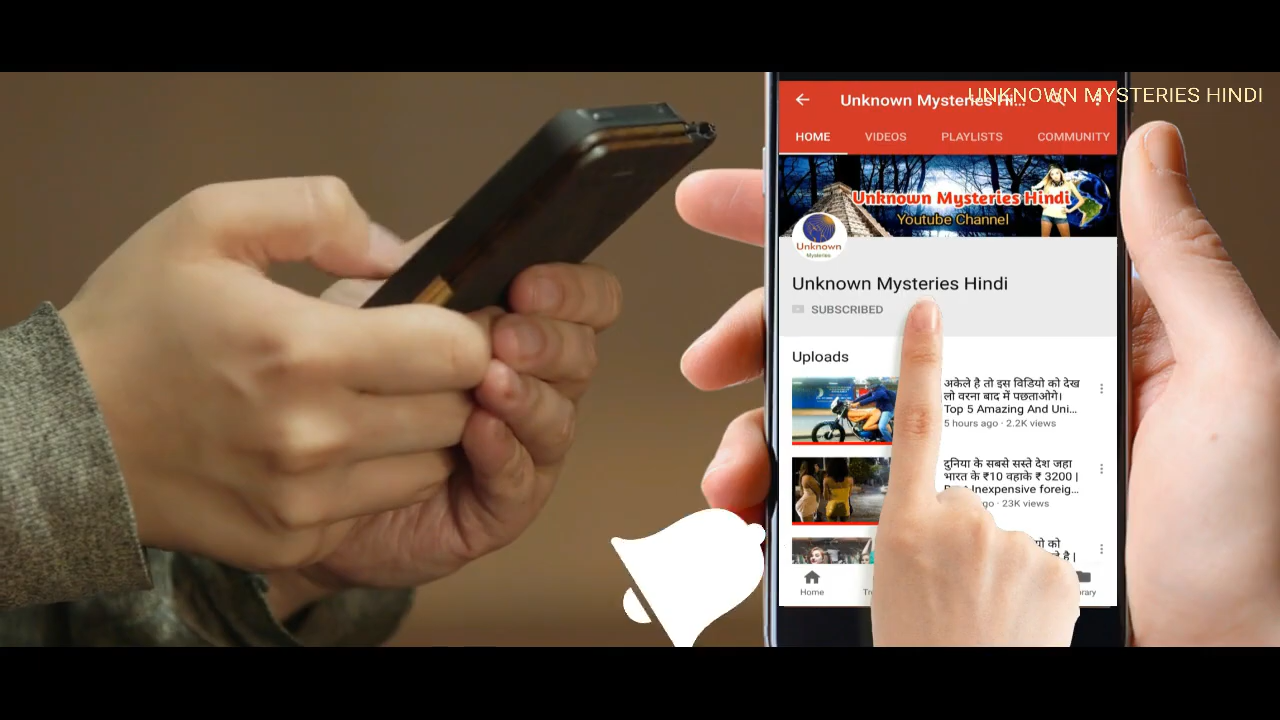 UNKNOWN MYSTERIES HINDI
Unknown Mysteries Hi...
HOME VIDEOS PLAYLISTS COMMUNITY
Unknown Mysteries Hindi
Youtube Channel
Unknown
Mysteries
Unknown Mysteries Hindi
SUBSCRIBED
Uploads
अकेले है तो इस विडियो को देख
लो वरना बाद में पछताओगे।
Top 5 Amazing And Uni...
5 hours ago · 2.2K views
दुनिया के सबसे सस्ते देश जहा
भारत के ₹10 वहाके ₹ 3200 |
Inexpensive foreig...
ago · 23K views
को
है |
Home